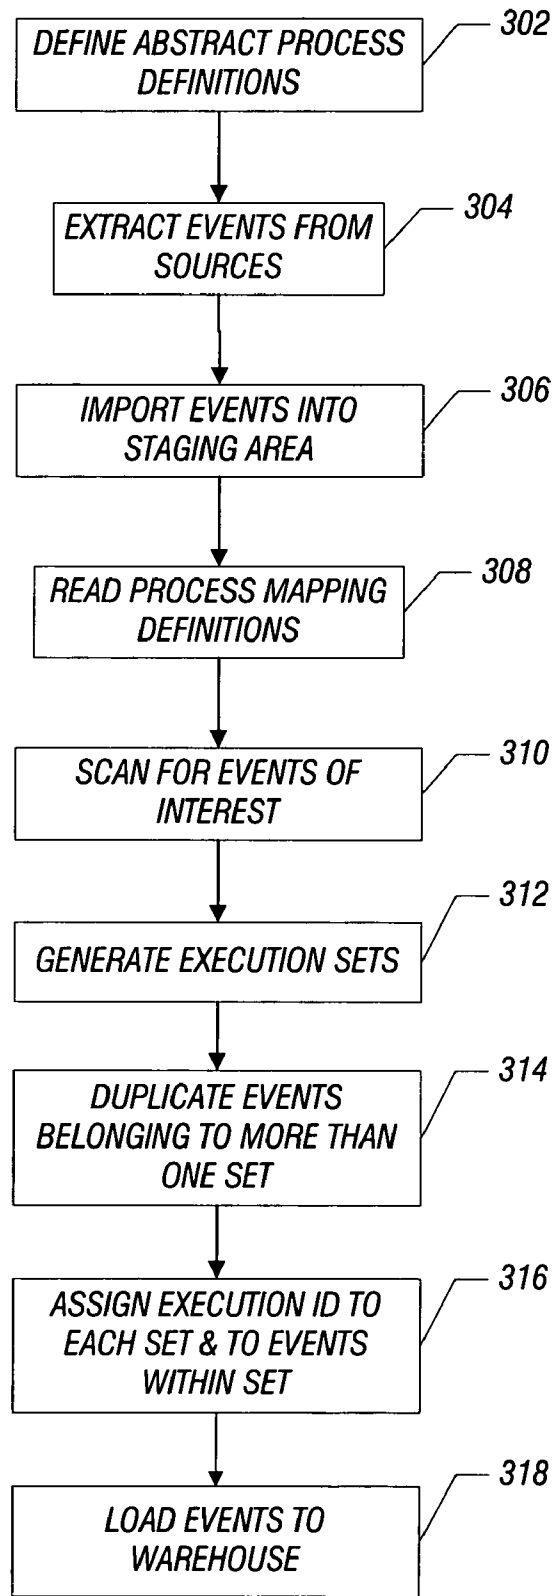 DEFINE ABSTRACT PROCESS
DEFINITIONS
302
EXTRACT EVENTS FROM
SOURCES
304
IMPORT EVENTS INTO
STAGING AREA
306
READ PROCESS MAPPING
DEFINITIONS
308
SCAN FOR EVENTS OF
INTEREST
310
GENERATE EXECUTION SETS
312
DUPLICATE EVENTS
BELONGING TO MORE THAN
ONE SET
314
ASSIGN EXECUTION ID TO
EACH SET & TO EVENTS
WITHIN SET
316
LOAD EVENTS TO
WAREHOUSE
318